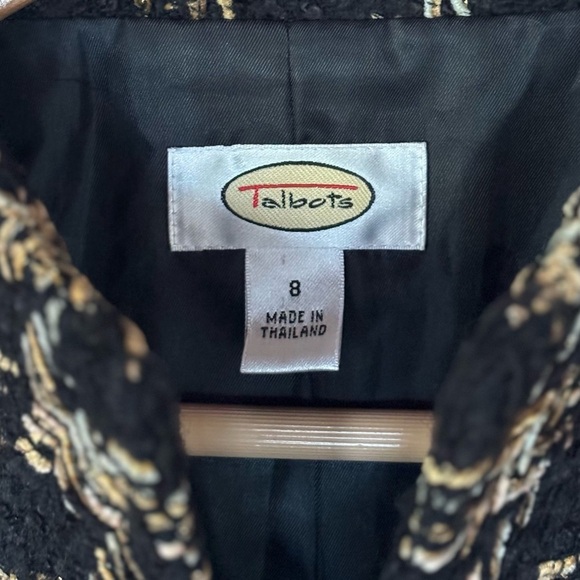 Talbots
8
MADE IN
THAILAND